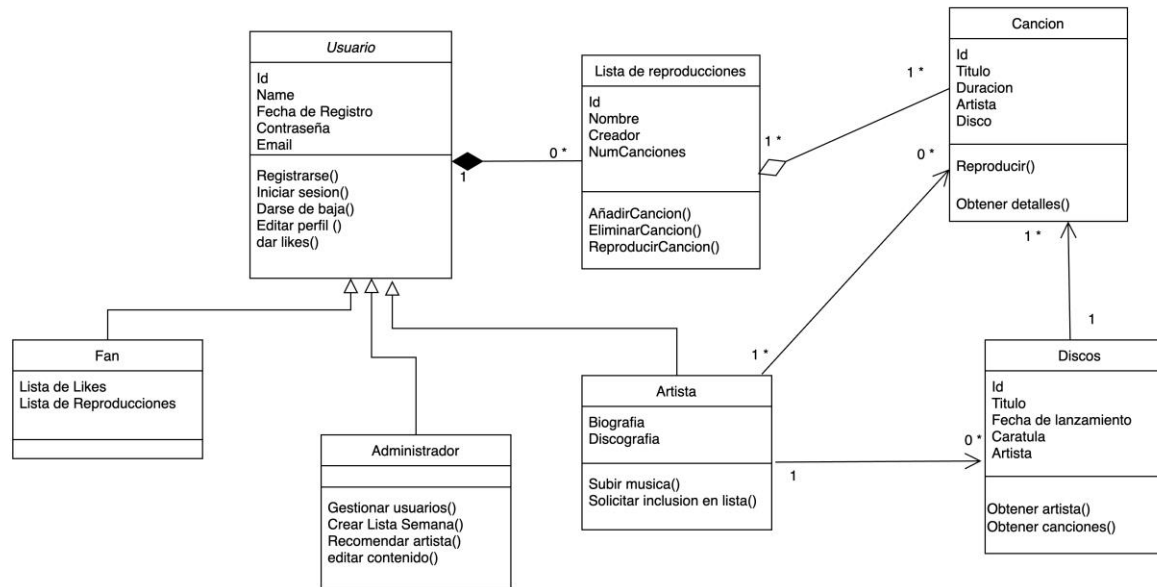 Usuario
Id
Name
Fecha de Registro
Contraseña
Email
Registrarse()
Iniciar sesion()
Darse de baja()
Editar perfil ()
dar likes()
1
0 *
Lista de reproducciones
Id
Nombre
Creador
NumCanciones
AñadirCancion()
EliminarCancion()
ReproducirCancion()
1 *
1 *
Cancion
Id
Titulo
Duracion
Artista
Disco
Reproducir()
Obtener detalles()
0 *
1 *
1 *
1
Fan
Lista de Likes
Lista de Reproducciones
Administrador
Gestionar usuarios()
Crear Lista Semana()
Recomendar artista()
editar contenido()
Artista
Biografia
Discografia
Subir musica()
Solicitar inclusion en lista()
1
0 *
Discos
Id
Titulo
Fecha de lanzamiento
Caratula
Artista
Obtener artista()
Obtener canciones()